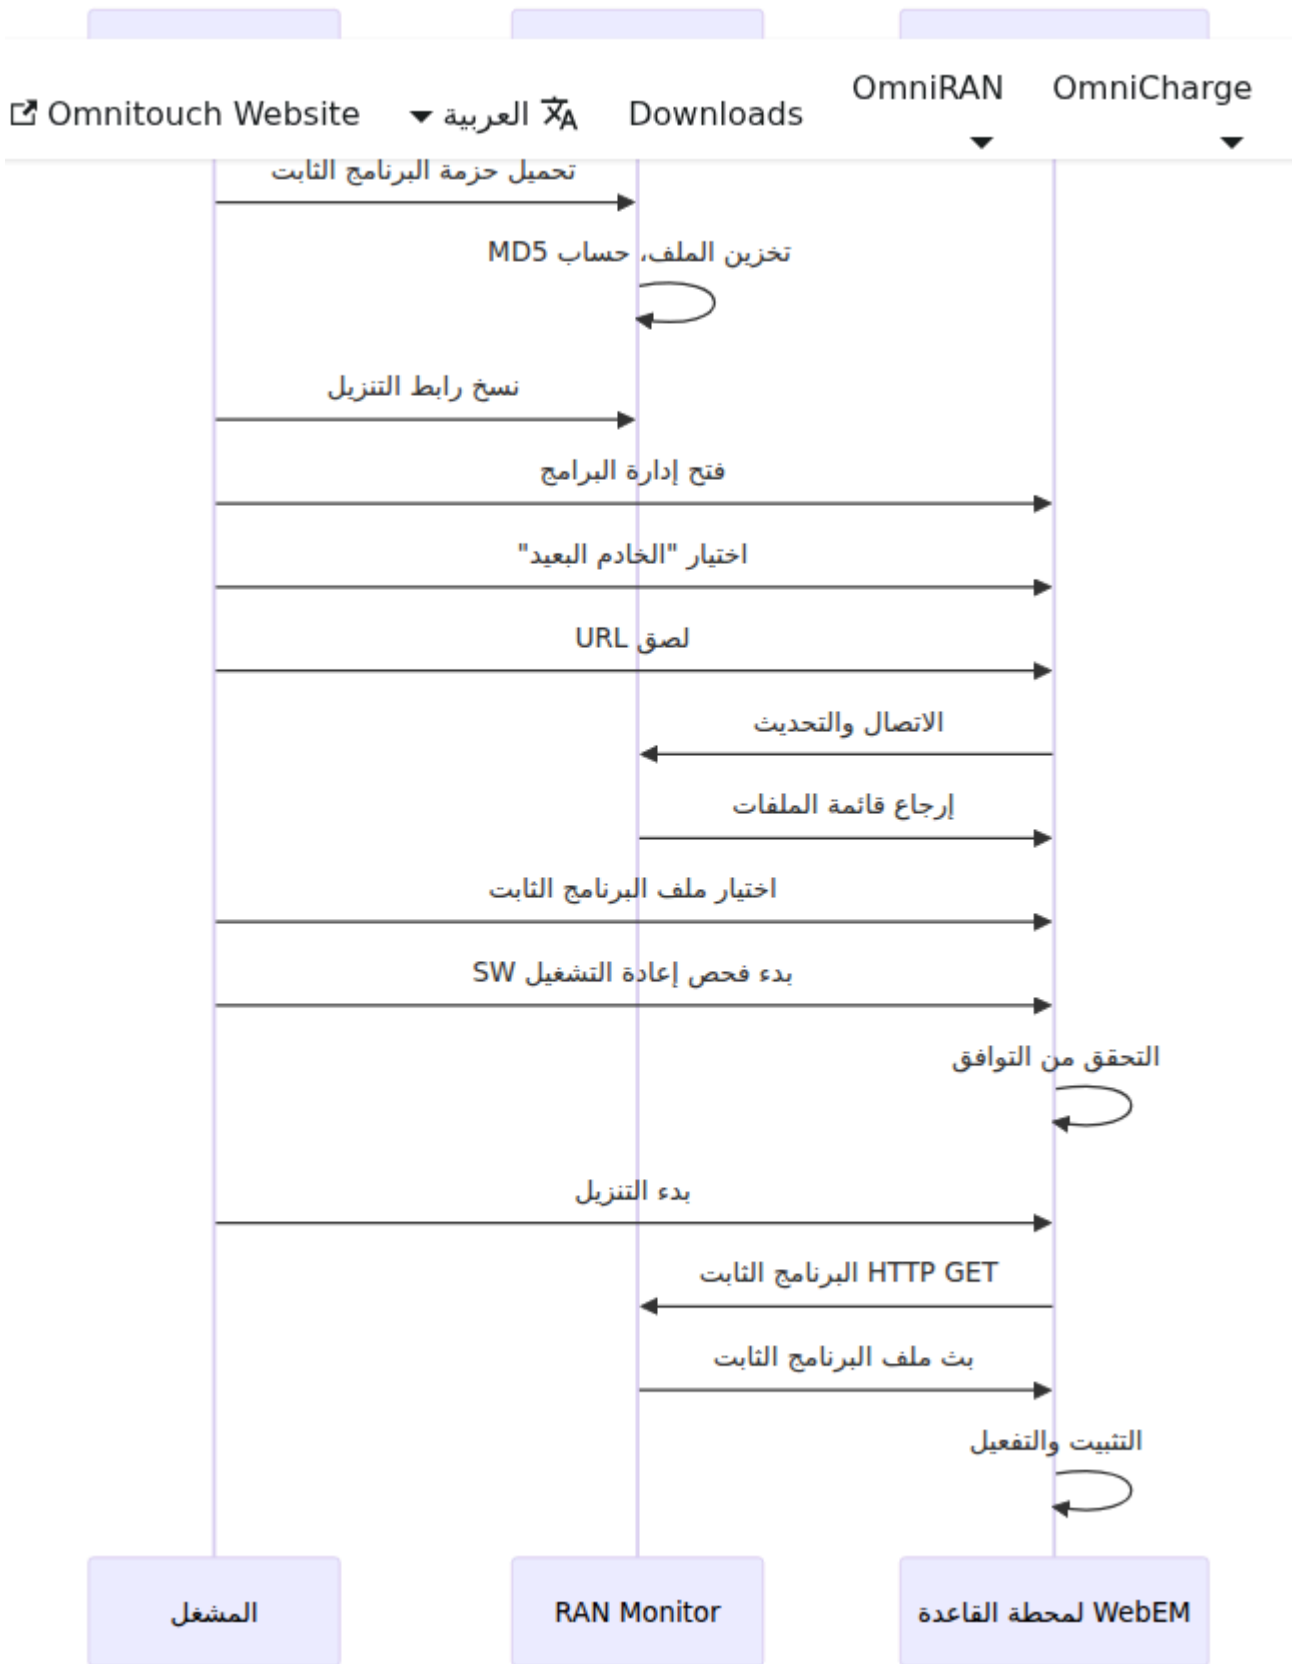 Omnitouch Website
العربية
Downloads
OmniRAN
OmniCharge
تحميل حزمة البرنامج الثابت
تخزين الملف، حساب MD5
نسخ رابط التنزيل
فتح إدارة البرامج
اختيار "الخادم البعيد"
لصق URL
الاتصال والتحديث
إرجاع قائمة الملفات
اختيار ملف البرنامج الثابت
بدء فحص إعادة التشغيل SW
التحقق من التوافق
بدء التنزيل
HTTP GET البرنامج الثابت
بث ملف البرنامج الثابت
التثبيت والتفعيل
المشغل
RAN Monitor
WebEM لمحطة القاعدة